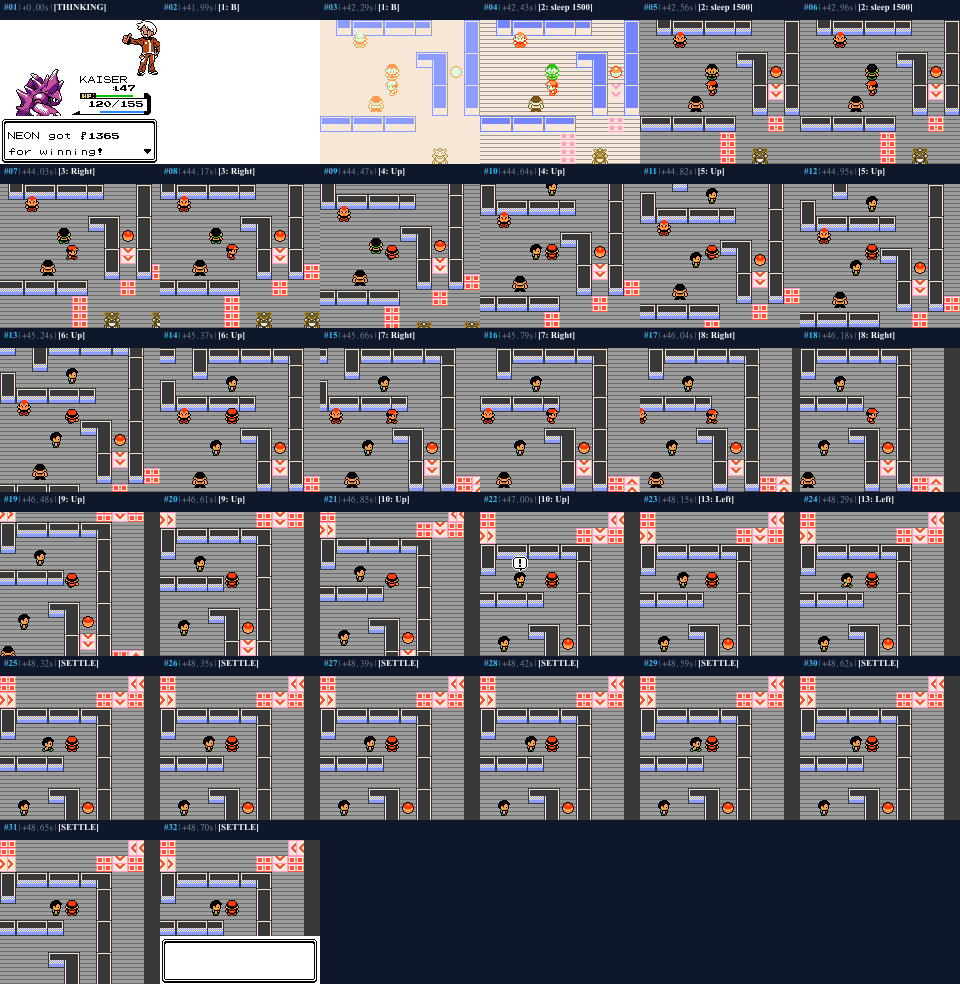 #01|+0.00s|[THINKING]
#02|+41.99s|[1: B]
#03|+42.29s|[1: B]
#04|+42.43s|[2: sleep 1500]
#05|+42.56s|[2: sleep 1500]
#06|+42.96s|[2: sleep 1500]
KAISER
:L47
HP:
120/155
NEON got ₽1365
for winning!
#07|+44.03s|[3: Right]
#08|+44.17s|[3: Right]
#09|+44.47s|[4: Up]
#10|+44.64s|[4: Up]
#11|+44.82s|[5: Up]
#12|+44.95s|[5: Up]
#13|+45.24s|[6: Up]
#14|+45.37s|[6: Up]
#15|+45.66s|[7: Right]
#16|+45.79s|[7: Right]
#17|+46.04s|[8: Right]
#18|+46.18s|[8: Right]
#19|+46.48s|[9: Up]
#20|+46.61s|[9: Up]
#21|+46.85s|[10: Up]
#22|+47.00s|[10: Up]
#23|+48.15s|[13: Left]
#24|+48.29s|[13: Left]
!
#25|+48.32s|[SETTLE]
#26|+48.35s|[SETTLE]
#27|+48.39s|[SETTLE]
#28|+48.42s|[SETTLE]
#29|+48.59s|[SETTLE]
#30|+48.62s|[SETTLE]
#31|+48.65s|[SETTLE]
#32|+48.70s|[SETTLE]